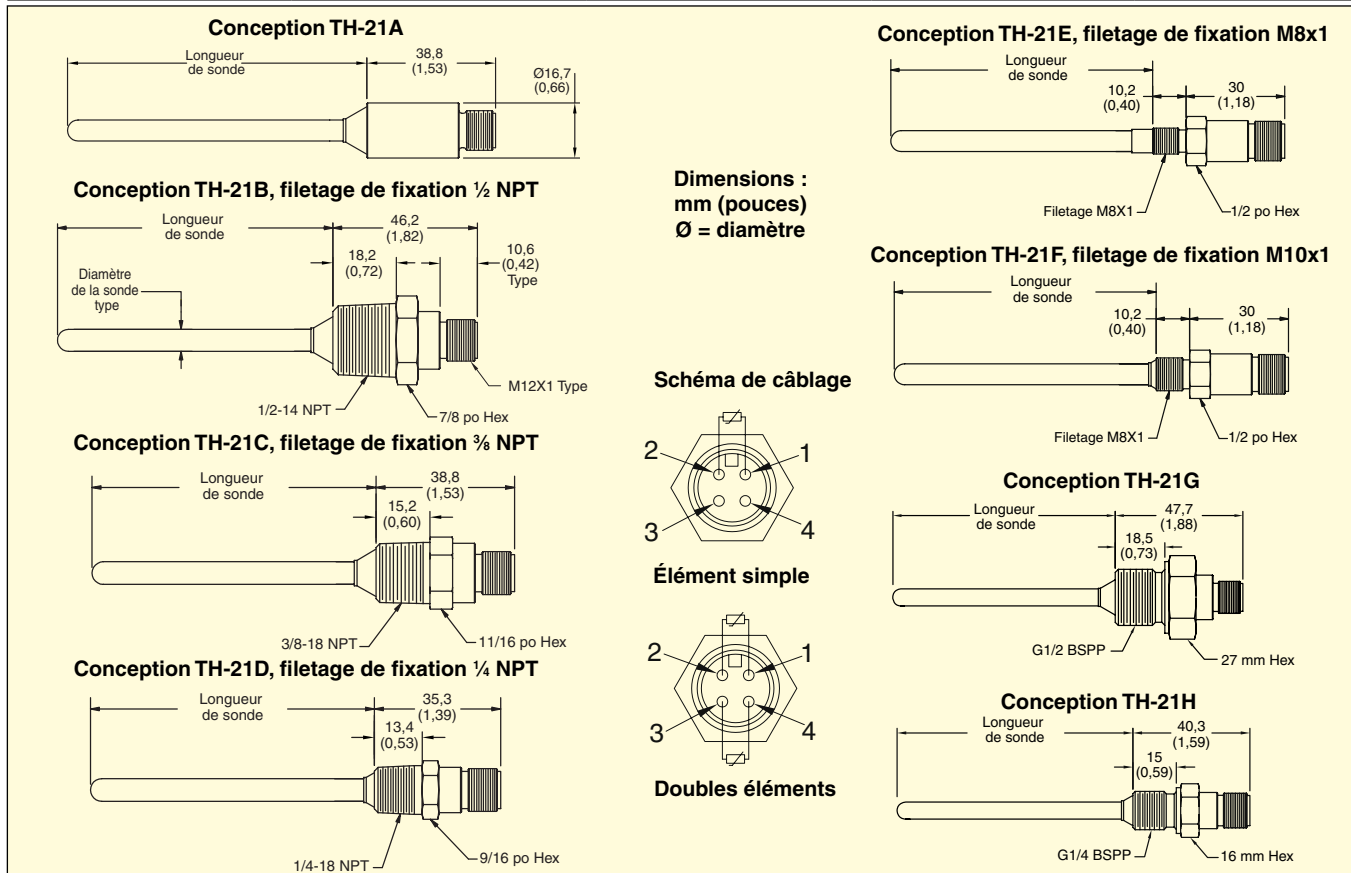 Conception TH-21A
Longueur
de sonde
38,8
(1,53)
Ø16,7
(0,66)
Conception TH-21B, filetage de fixation ½ NPT
Longueur
de sonde
46,2
(1,82)
18,2
(0,72)
10,6
(0,42)
Type
Diamètre
de la sonde
type
M12X1 Type
1/2-14 NPT
7/8 po Hex
Conception TH-21C, filetage de fixation ⅜ NPT
Longueur
de sonde
38,8
(1,53)
15,2
(0,60)
3/8-18 NPT
11/16 po Hex
Conception TH-21D, filetage de fixation ¼ NPT
Longueur
de sonde
35,3
(1,39)
13,4
(0,53)
1/4-18 NPT
9/16 po Hex
Dimensions :
mm (pouces)
Ø = diamètre
Schéma de câblage
2
1
3
4
Élément simple
2
1
3
4
Doubles éléments
Conception TH-21E, filetage de fixation M8x1
Longueur
de sonde
10,2
(0,40)
30
(1,18)
Filetage M8X1
1/2 po Hex
Conception TH-21F, filetage de fixation M10x1
Longueur
de sonde
10,2
(0,40)
30
(1,18)
Filetage M8X1
1/2 po Hex
Conception TH-21G
Longueur
de sonde
47,7
(1,88)
18,5
(0,73)
G1/2 BSPP
27 mm Hex
Conception TH-21H
Longueur
de sonde
40,3
(1,59)
15
(0,59)
G1/4 BSPP
16 mm Hex